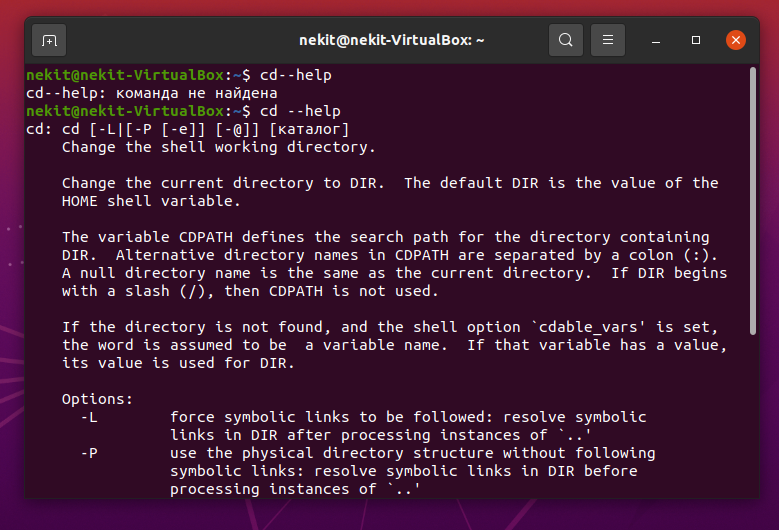 nekit@nekit-VirtualBox: ~
nekit@nekit-VirtualBox:~$ cd--help
cd--help: команда не найдена
nekit@nekit-VirtualBox:~$ cd --help
cd: cd [-L|[-P [-e]] [-@]] [каталог]
    Change the shell working directory.

    Change the current directory to DIR.  The default DIR is the value of the
    HOME shell variable.

    The variable CDPATH defines the search path for the directory containing
    DIR.  Alternative directory names in CDPATH are separated by a colon (:).
    A null directory name is the same as the current directory.  If DIR begins
    with a slash (/), then CDPATH is not used.

    If the directory is not found, and the shell option `cdable_vars' is set,
    the word is assumed to be  a variable name.  If that variable has a value,
    its value is used for DIR.

    Options:
      -L        force symbolic links to be followed: resolve symbolic
                links in DIR after processing instances of `..'
      -P        use the physical directory structure without following
                symbolic links: resolve symbolic links in DIR before
                processing instances of `..'